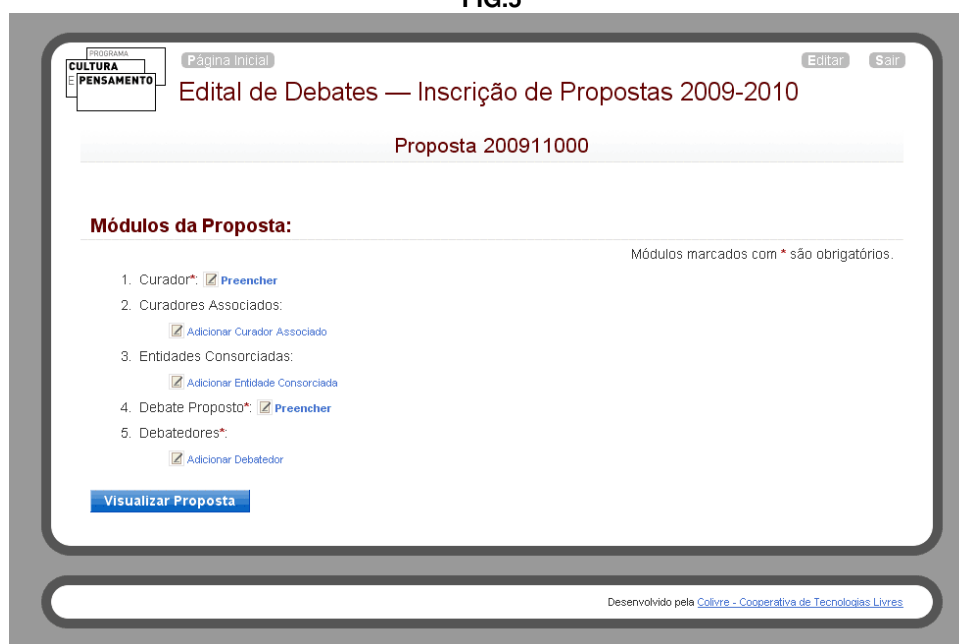 FIG.5
PROGRAMA
CULTURA
E PENSAMENTO
Página Inicial
Editar Sair
Edital de Debates — Inscrição de Propostas 2009-2010
Proposta 200911000
Módulos da Proposta:
Módulos marcados com * são obrigatórios.
1. Curador*: Preencher
2. Curadores Associados:
Adicionar Curador Associado
3. Entidades Consorciadas:
Adicionar Entidade Consorciada
4. Debate Proposto*: Preencher
5. Debatedores*:
Adicionar Debatedor
Visualizar Proposta
Desenvolvido pela Colivre - Cooperativa de Tecnologias Livres